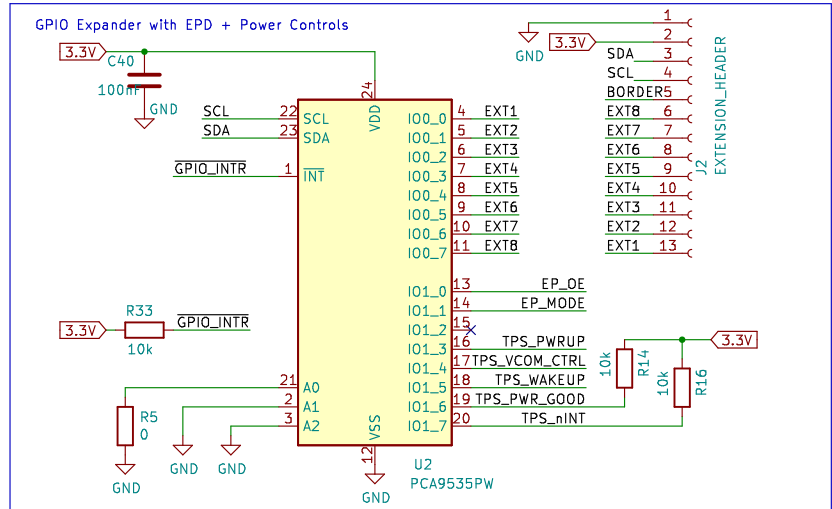 GPIO Expander with EPD + Power Controls
3.3V
C40
100nF
GND
24
VDD
SCL 22 SCL
SDA 23 SDA
GPIO_INTR 1 INT
IO0_0 4 EXT1
IO0_1 5 EXT2
IO0_2 6 EXT3
IO0_3 7 EXT4
IO0_4 8 EXT5
IO0_5 9 EXT6
IO0_6 10 EXT7
IO0_7 11 EXT8
IO1_0 13 EP_OE
IO1_1 14 EP_MODE
IO1_2 15
IO1_3 16 TPS_PWRUP
IO1_4 17 TPS_VCOM_CTRL
IO1_5 18 TPS_WAKEUP
IO1_6 19 TPS_PWR_GOOD
IO1_7 20 TPS_nINT
R33
3.3V
GPIO_INTR
10k
21 A0
2 A1
3 A2
R5
0
GND
GND
GND
VSS
12
GND
U2
PCA9535PW
1
GND
3.3V 2
SDA 3
SCL 4
BORDER 5
EXT8 6
EXT7 7
EXT6 8
EXT5 9
EXT4 10
EXT3 11
EXT2 12
EXT1 13
J2
EXTENSION_HEADER
3.3V
10k
R14
10k
R16